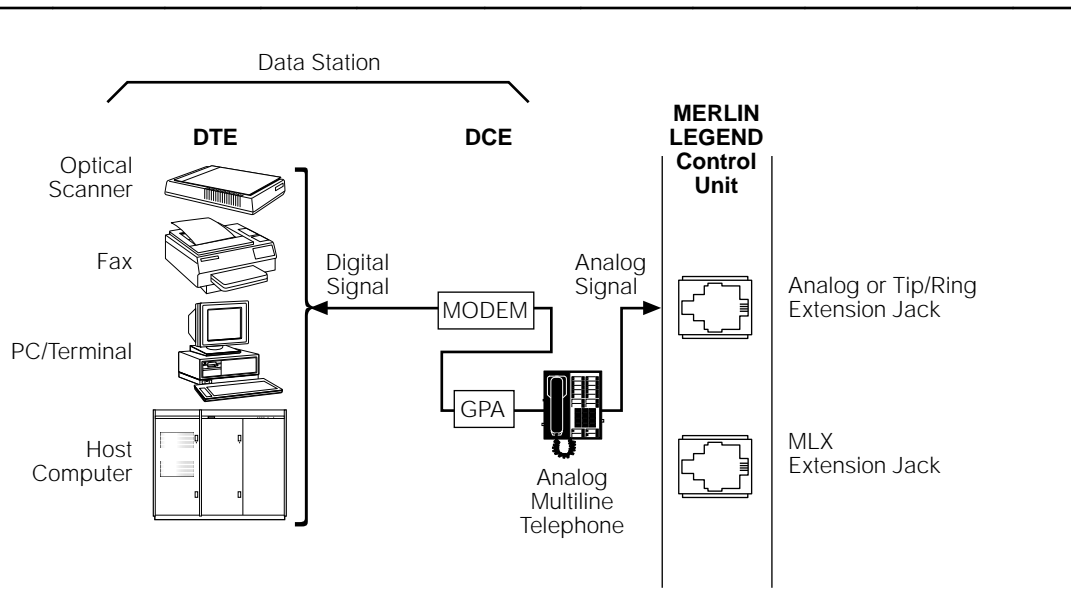 Data Station
DTE
DCE
MERLIN
LEGEND
Control
Unit
Optical
Scanner
Fax
PC/Terminal
Host
Computer
Digital
Signal
MODEM
GPA
Analog
Multiline
Telephone
Analog
Signal
Analog or Tip/Ring
Extension Jack
MLX
Extension Jack